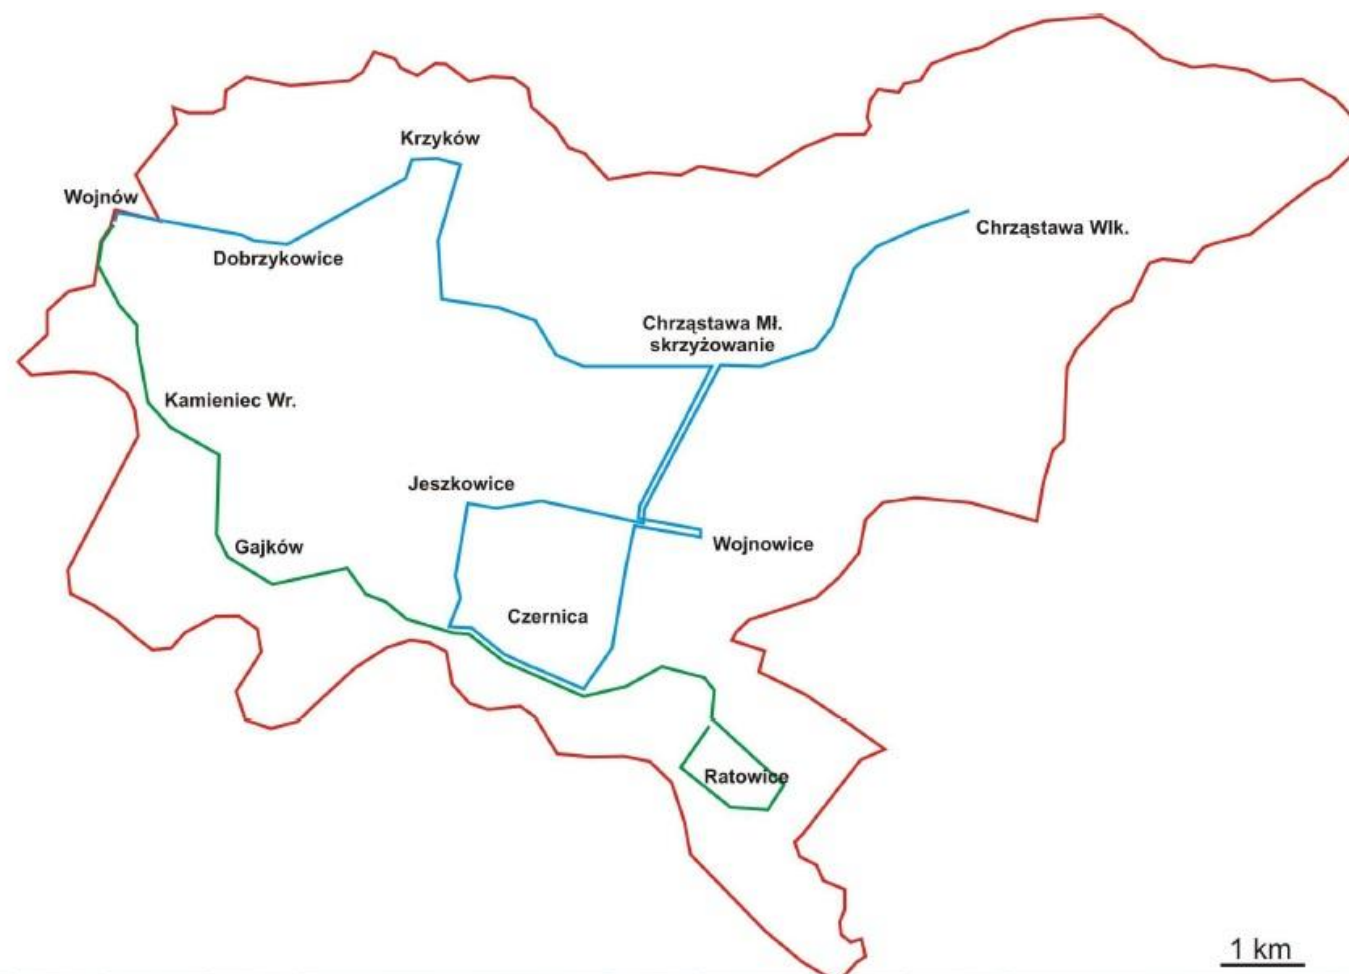 Krzyków
Wojnów
Dobrzykowice
Chrząstawa Wlk.
Chrząstawa Mł.
skrzyżowanie
Kamieniec Wr.
Jeszkowice
Gajków
Wojnowice
Czernica
Ratowice
1 km